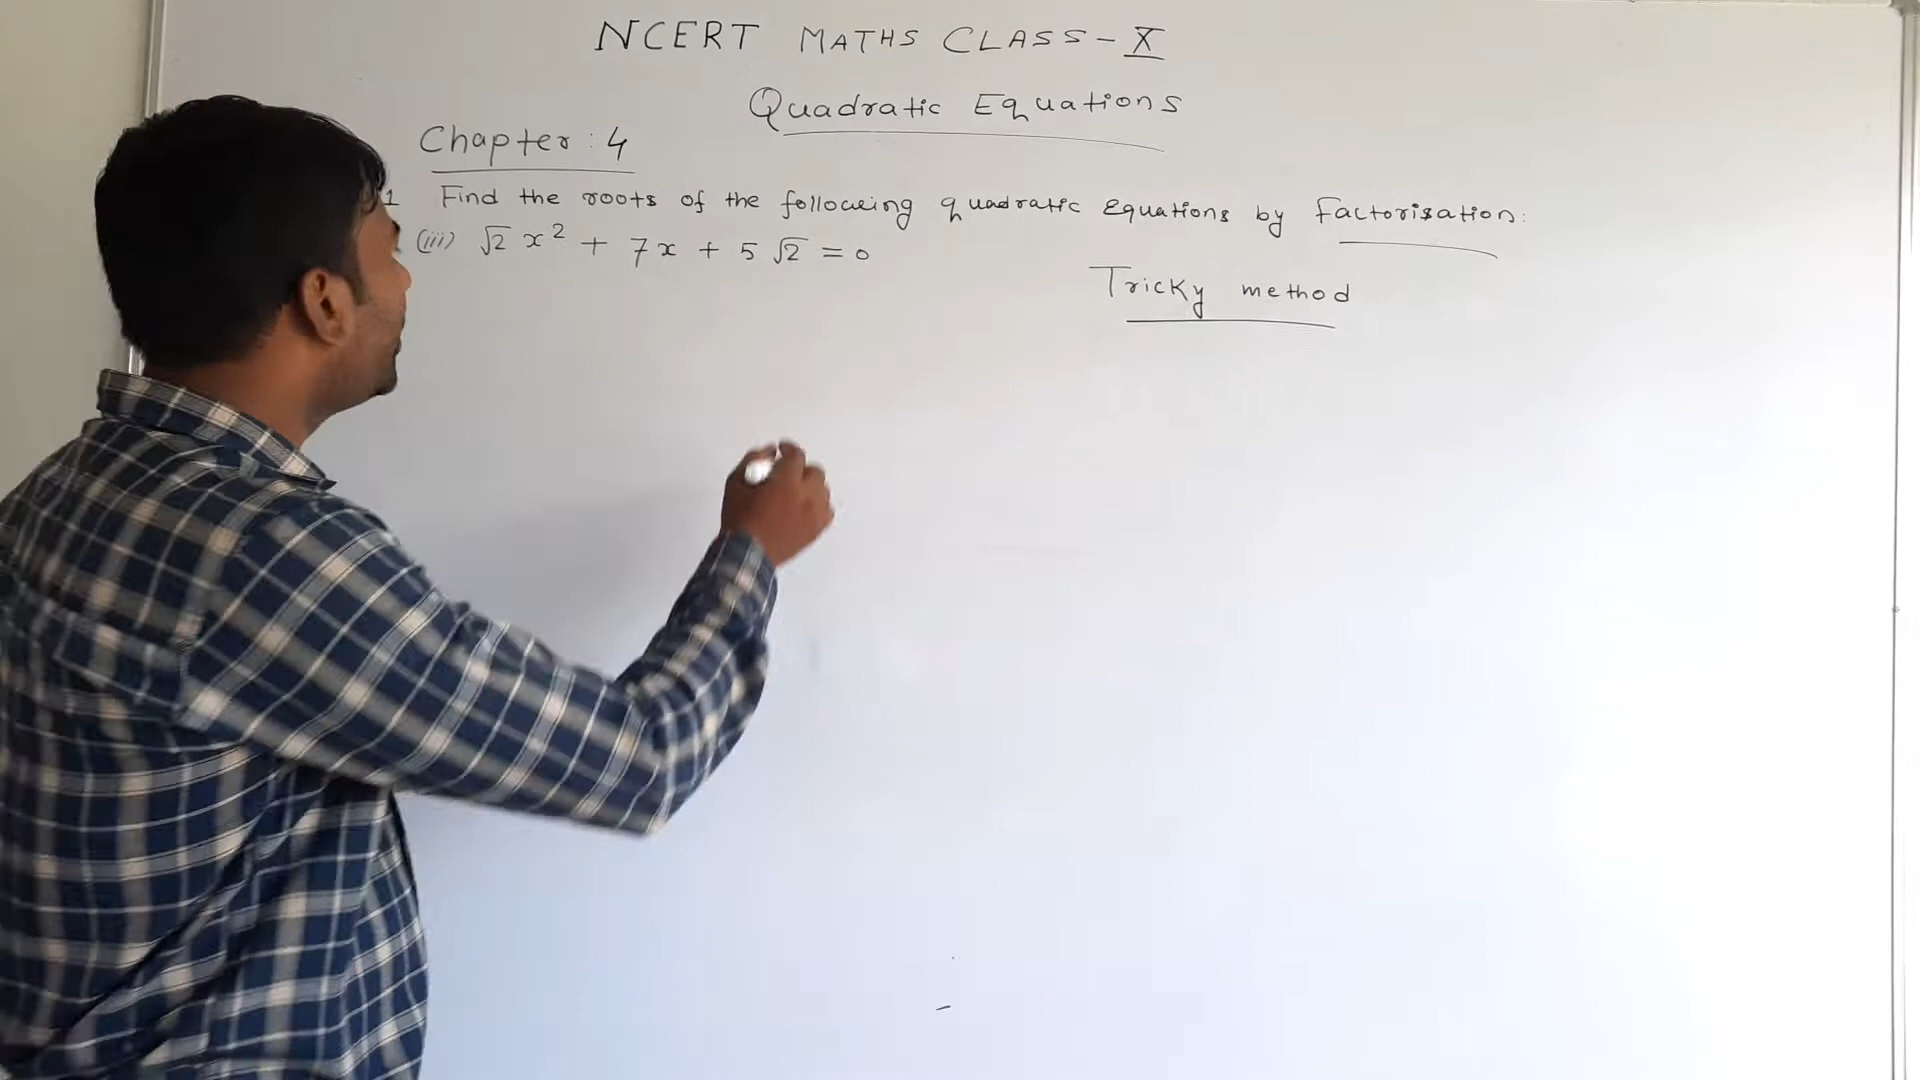 NCERT MATHS CLASS - X
Quadratic Equations
Chapter : 4
1 Find the roots of the following quadratic Equations by Factorisation:
(iii) √2 x² + 7x + 5 √2 = 0
Tricky method